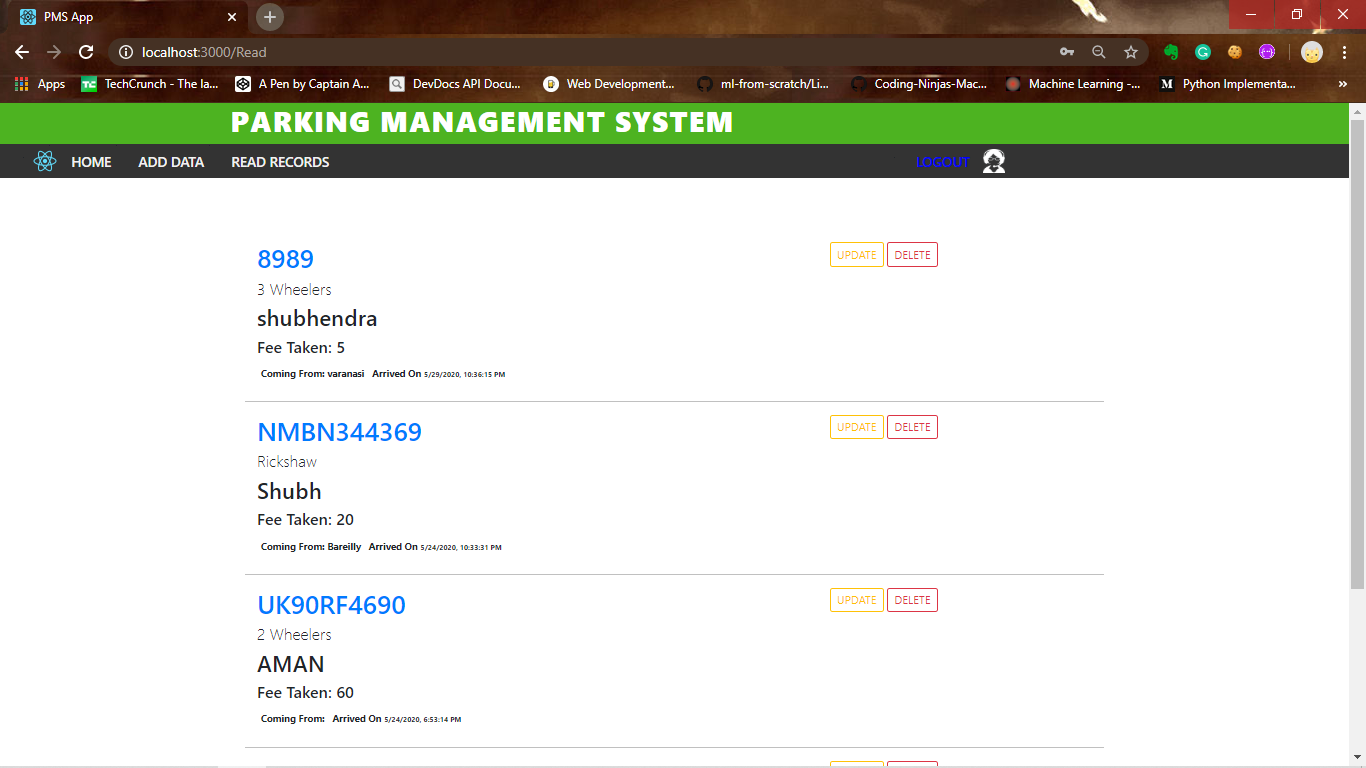 PMS App
localhost:3000/Read
Apps TechCrunch - The la... A Pen by Captain A... DevDocs API Docu... Web Development... ml-from-scratch/Li... Coding-Ninjas-Mac... Machine Learning -... Python Implementa... »
PARKING MANAGEMENT SYSTEM
HOME ADD DATA READ RECORDS LOGOUT
8989 UPDATE DELETE
3 Wheelers
shubhendra
Fee Taken: 5
Coming From: varanasi Arrived On 5/29/2020, 10:36:15 PM
NMBN344369 UPDATE DELETE
Rickshaw
Shubh
Fee Taken: 20
Coming From: Bareilly Arrived On 5/24/2020, 10:33:31 PM
UK90RF4690 UPDATE DELETE
2 Wheelers
AMAN
Fee Taken: 60
Coming From: Arrived On 5/24/2020, 6:53:14 PM